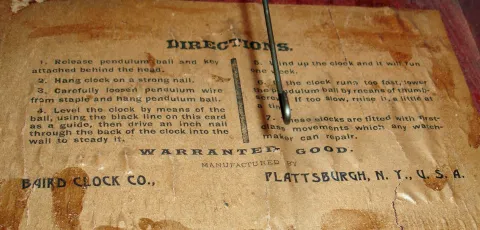 DIRECTIONS.
1. Release pendulum ball and key
attached behind the head.
2. Hang clock on a strong nail.
3. Carefully loosen pendulum wire
from staple and hang pendulum ball.
4. Level the clock by means of the
ball, using the black line on this card
as a guide, then drive an inch nail
through the back of the clock into the
wall to steady it.
5. Wind up the clock and it will run
one week.
6. If the clock runs too fast, lower
the ball by means of thumb-
screw. If too slow, raise it, a little at
a time.
7. These clocks are fitted with first-
class movements which any watch-
maker can repair.
WARRANTED GOOD.
MANUFACTURED BY
BAIRD CLOCK CO., PLATTSBURGH, N. Y., U. S. A.